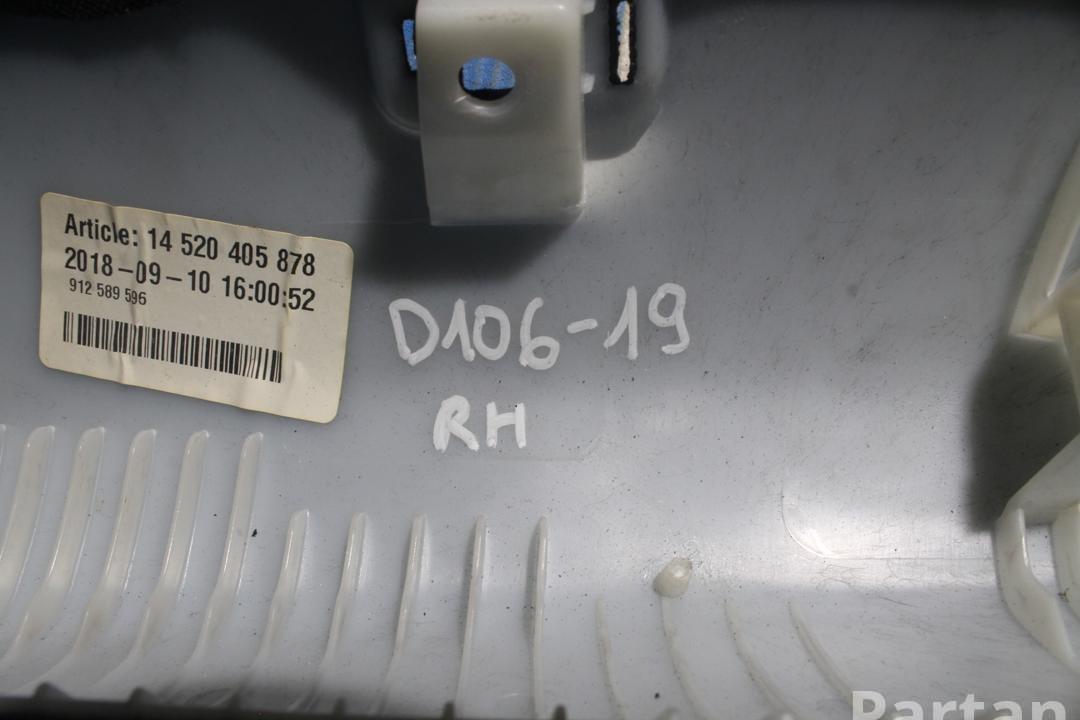 Article: 14 520 405 878
2018-09-10 16:00:52
912 589 596
D106-19
RH
Partan